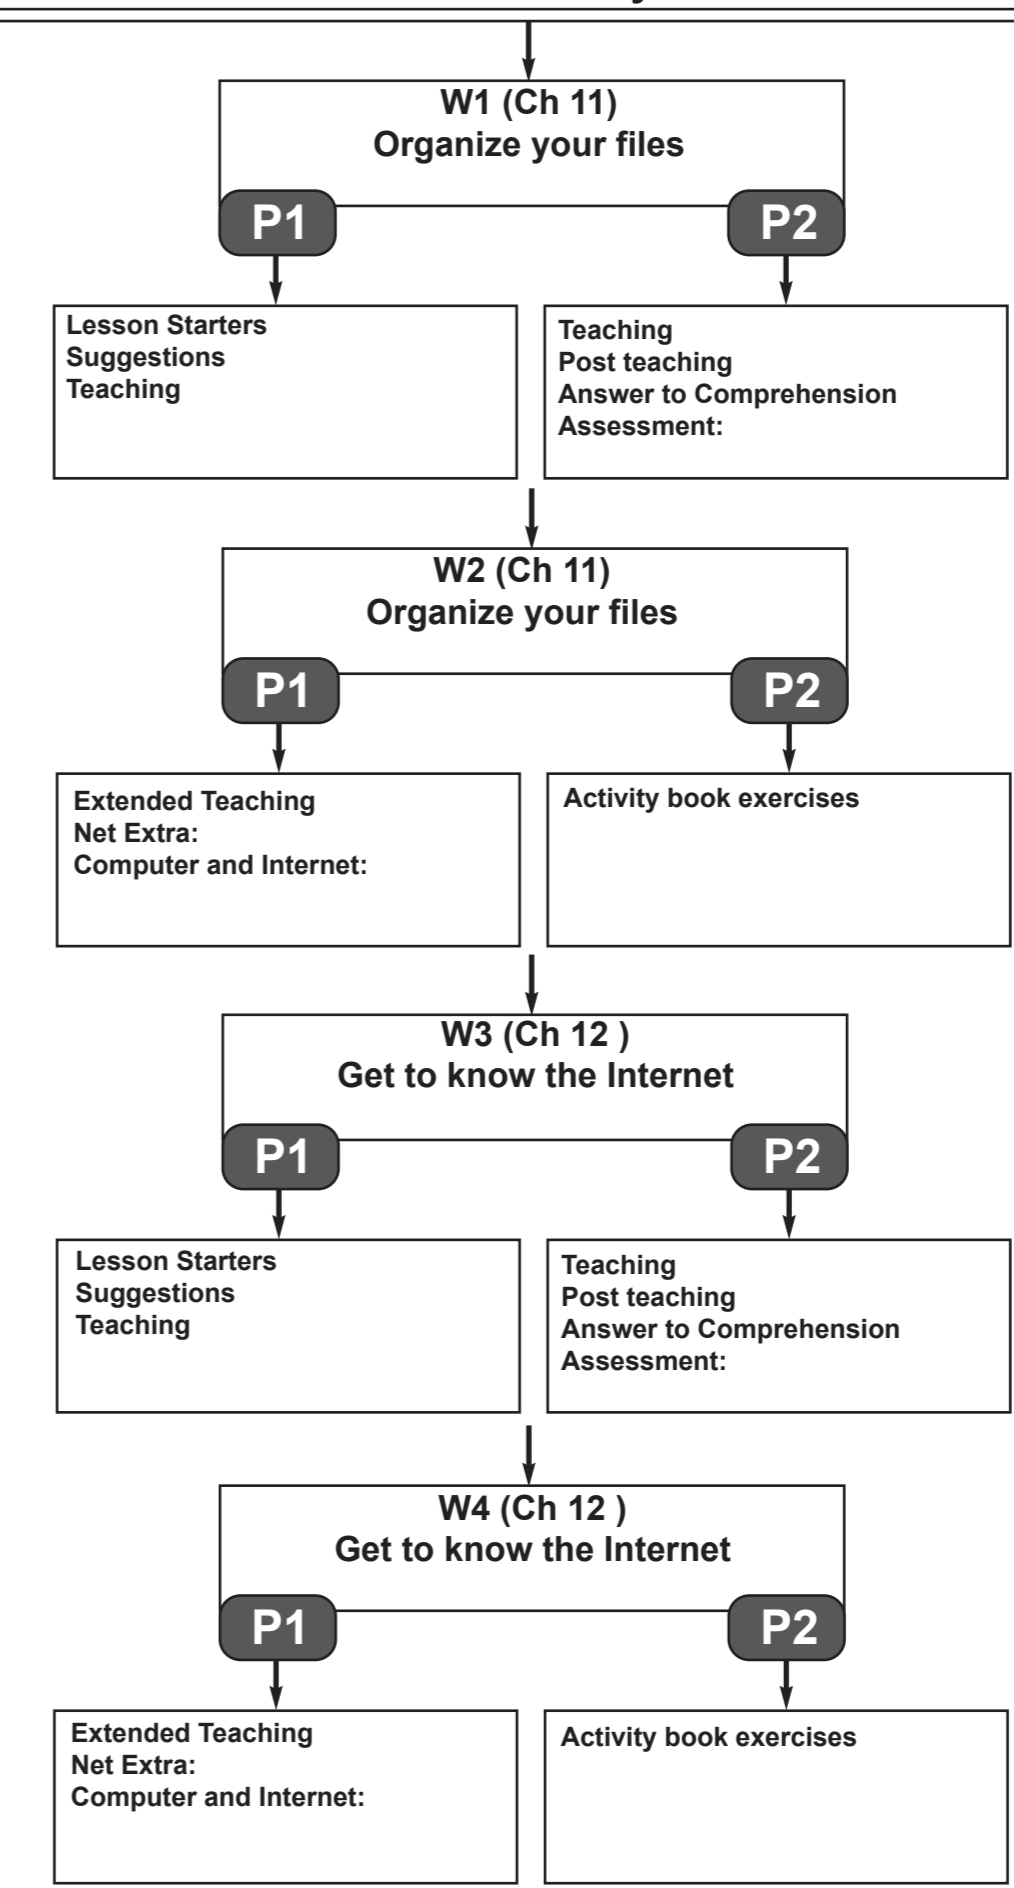 W1 (Ch 11)
Organize your files
P1
P2
Lesson Starters
Suggestions
Teaching
Teaching
Post teaching
Answer to Comprehension
Assessment:
W2 (Ch 11)
Organize your files
P1
P2
Extended Teaching
Net Extra:
Computer and Internet:
Activity book exercises
W3 (Ch 12 )
Get to know the Internet
P1
P2
Lesson Starters
Suggestions
Teaching
Teaching
Post teaching
Answer to Comprehension
Assessment:
W4 (Ch 12 )
Get to know the Internet
P1
P2
Extended Teaching
Net Extra:
Computer and Internet:
Activity book exercises